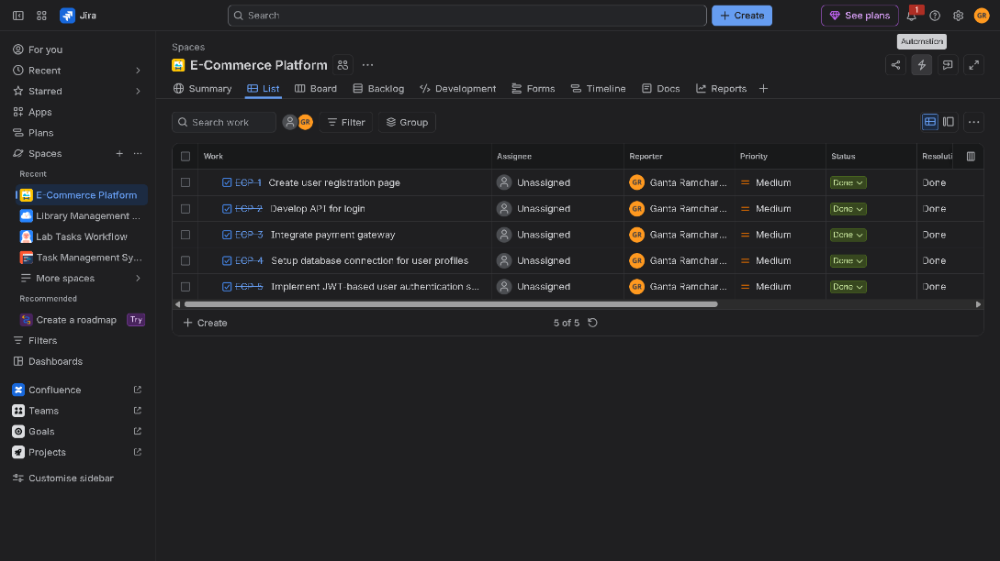 Jira
Search
Create
See plans
1
GR
Automation
For you
Recent
Starred
Apps
Plans
Spaces
Recent
E-Commerce Platform
Library Management ...
Lab Tasks Workflow
Task Management Sy...
More spaces
Recommended
Create a roadmap Try
Filters
Dashboards
Confluence
Teams
Goals
Projects
Customise sidebar
Spaces
E-Commerce Platform
Summary List Board Backlog Development Forms Timeline Docs Reports
Search work GR Filter Group
Work Assignee Reporter Priority Status Resoluti
ECP-1 Create user registration page Unassigned GR Ganta Ramchar... Medium Done Done
ECP-2 Develop API for login Unassigned GR Ganta Ramchar... Medium Done Done
ECP-3 Integrate payment gateway Unassigned GR Ganta Ramchar... Medium Done Done
ECP-4 Setup database connection for user profiles Unassigned GR Ganta Ramchar... Medium Done Done
ECP-5 Implement JWT-based user authentication s... Unassigned GR Ganta Ramchar... Medium Done Done
Create 5 of 5